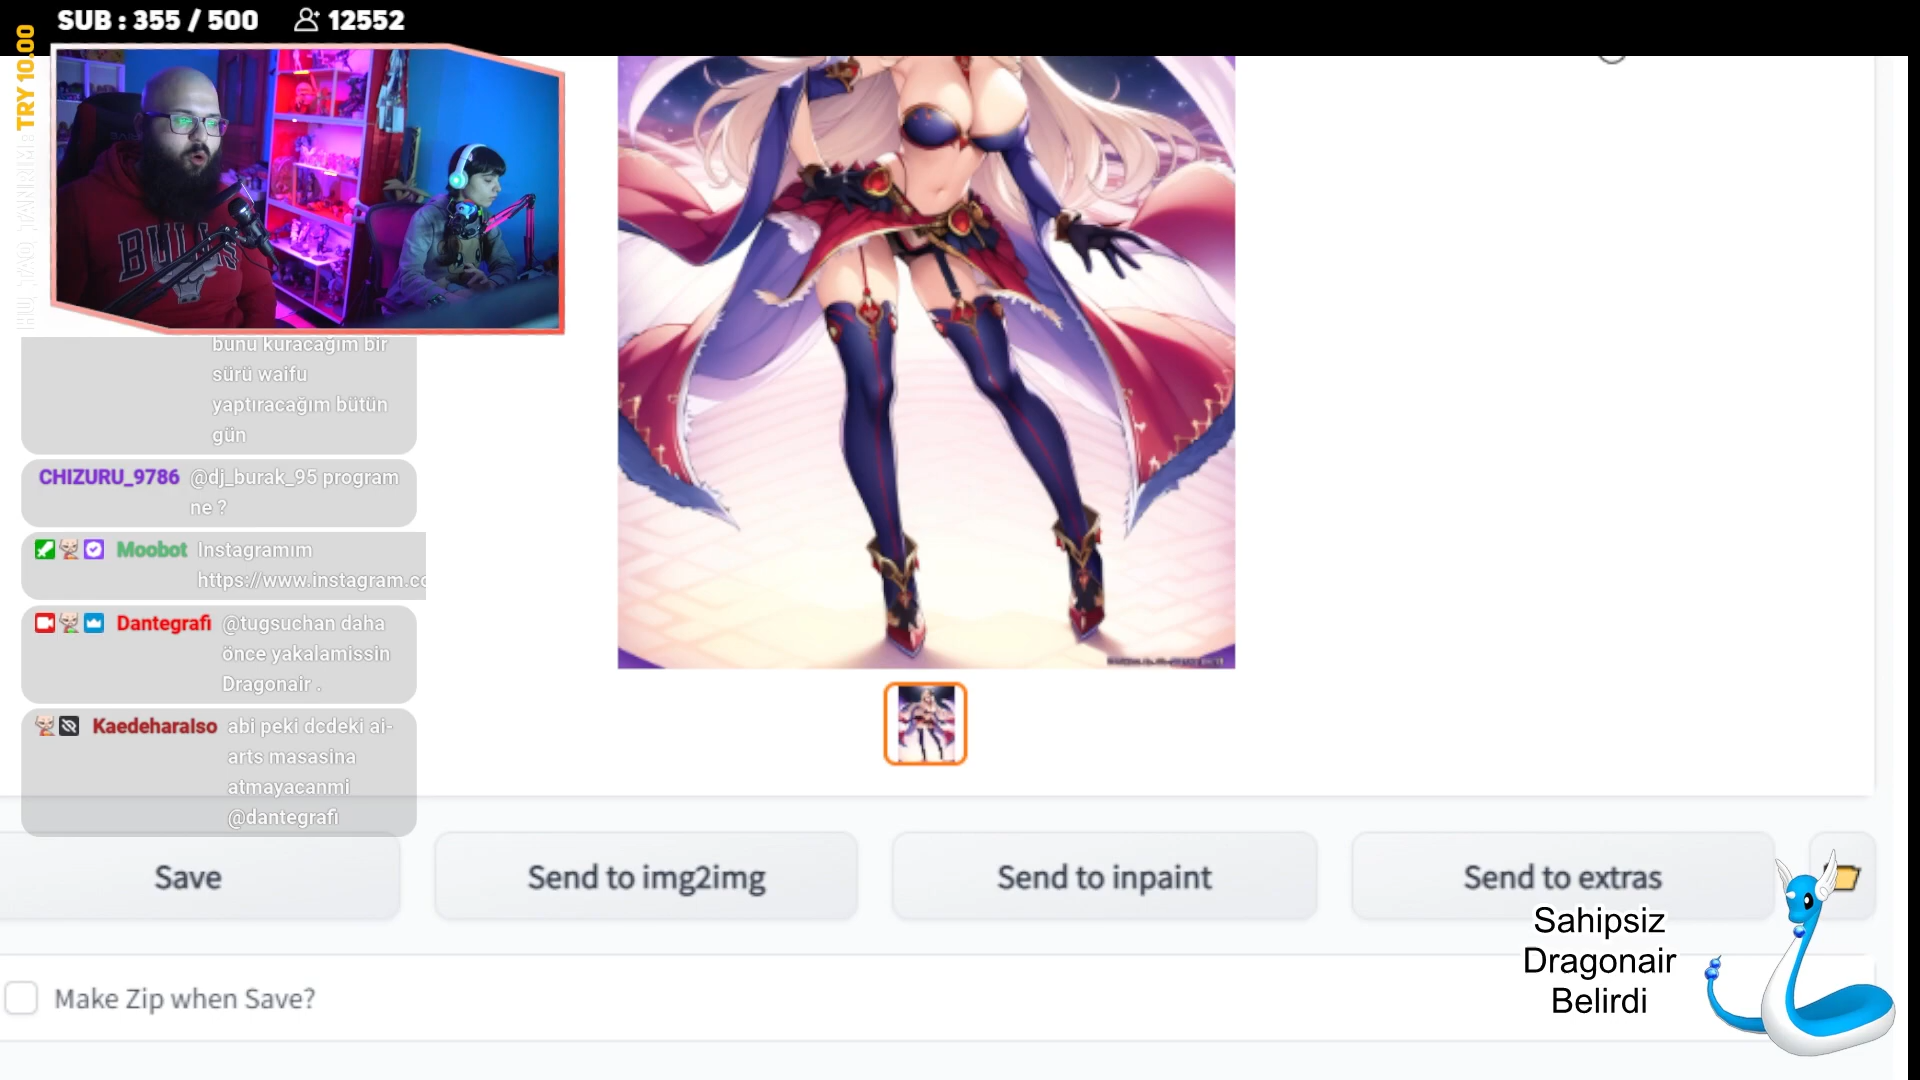 SUB : 355 / 500
12552
TRY 10.00
BULLS
bunu kuracağım bir
sürü waifu
yaptıracağım bütün
gün
CHIZURU_9786 @dj_burak_95 program
ne ?
Moobot Instagramım
https://www.instagram.co
Dantegrafi @tugsuchan daha
önce yakalamissin
Dragonair .
KaedeharaIso abi peki dcdeki ai-
arts masasina
atmayacanmi
@dantegrafi
Save
Send to img2img
Send to inpaint
Send to extras
Make Zip when Save?
Sahipsiz
Dragonair
Belirdi